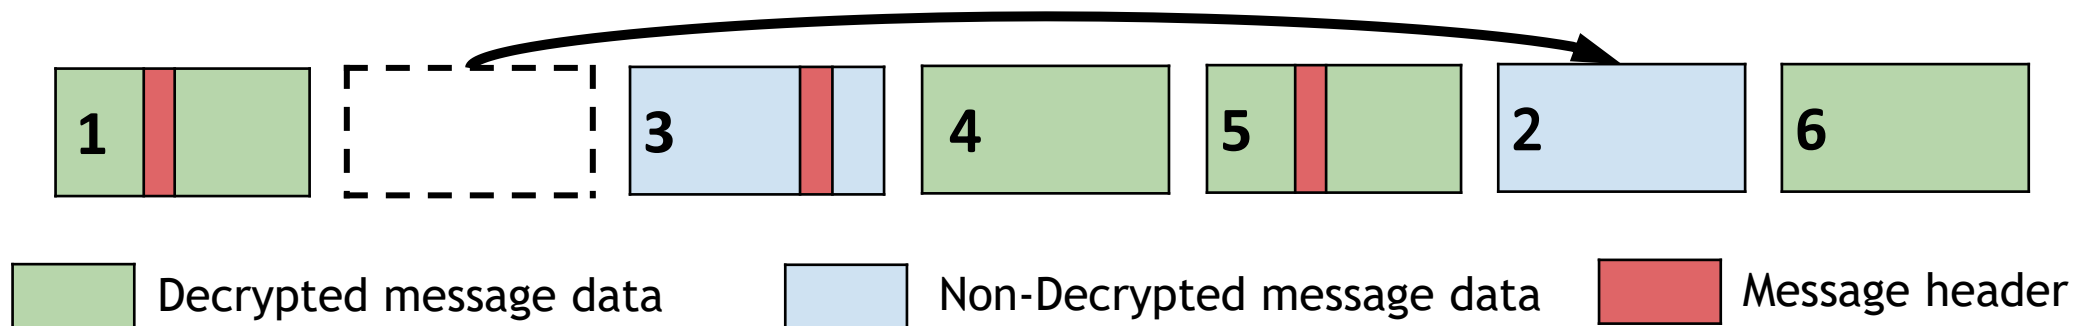 1 3 4 5 2 6
Decrypted message data Non-Decrypted message data Message header